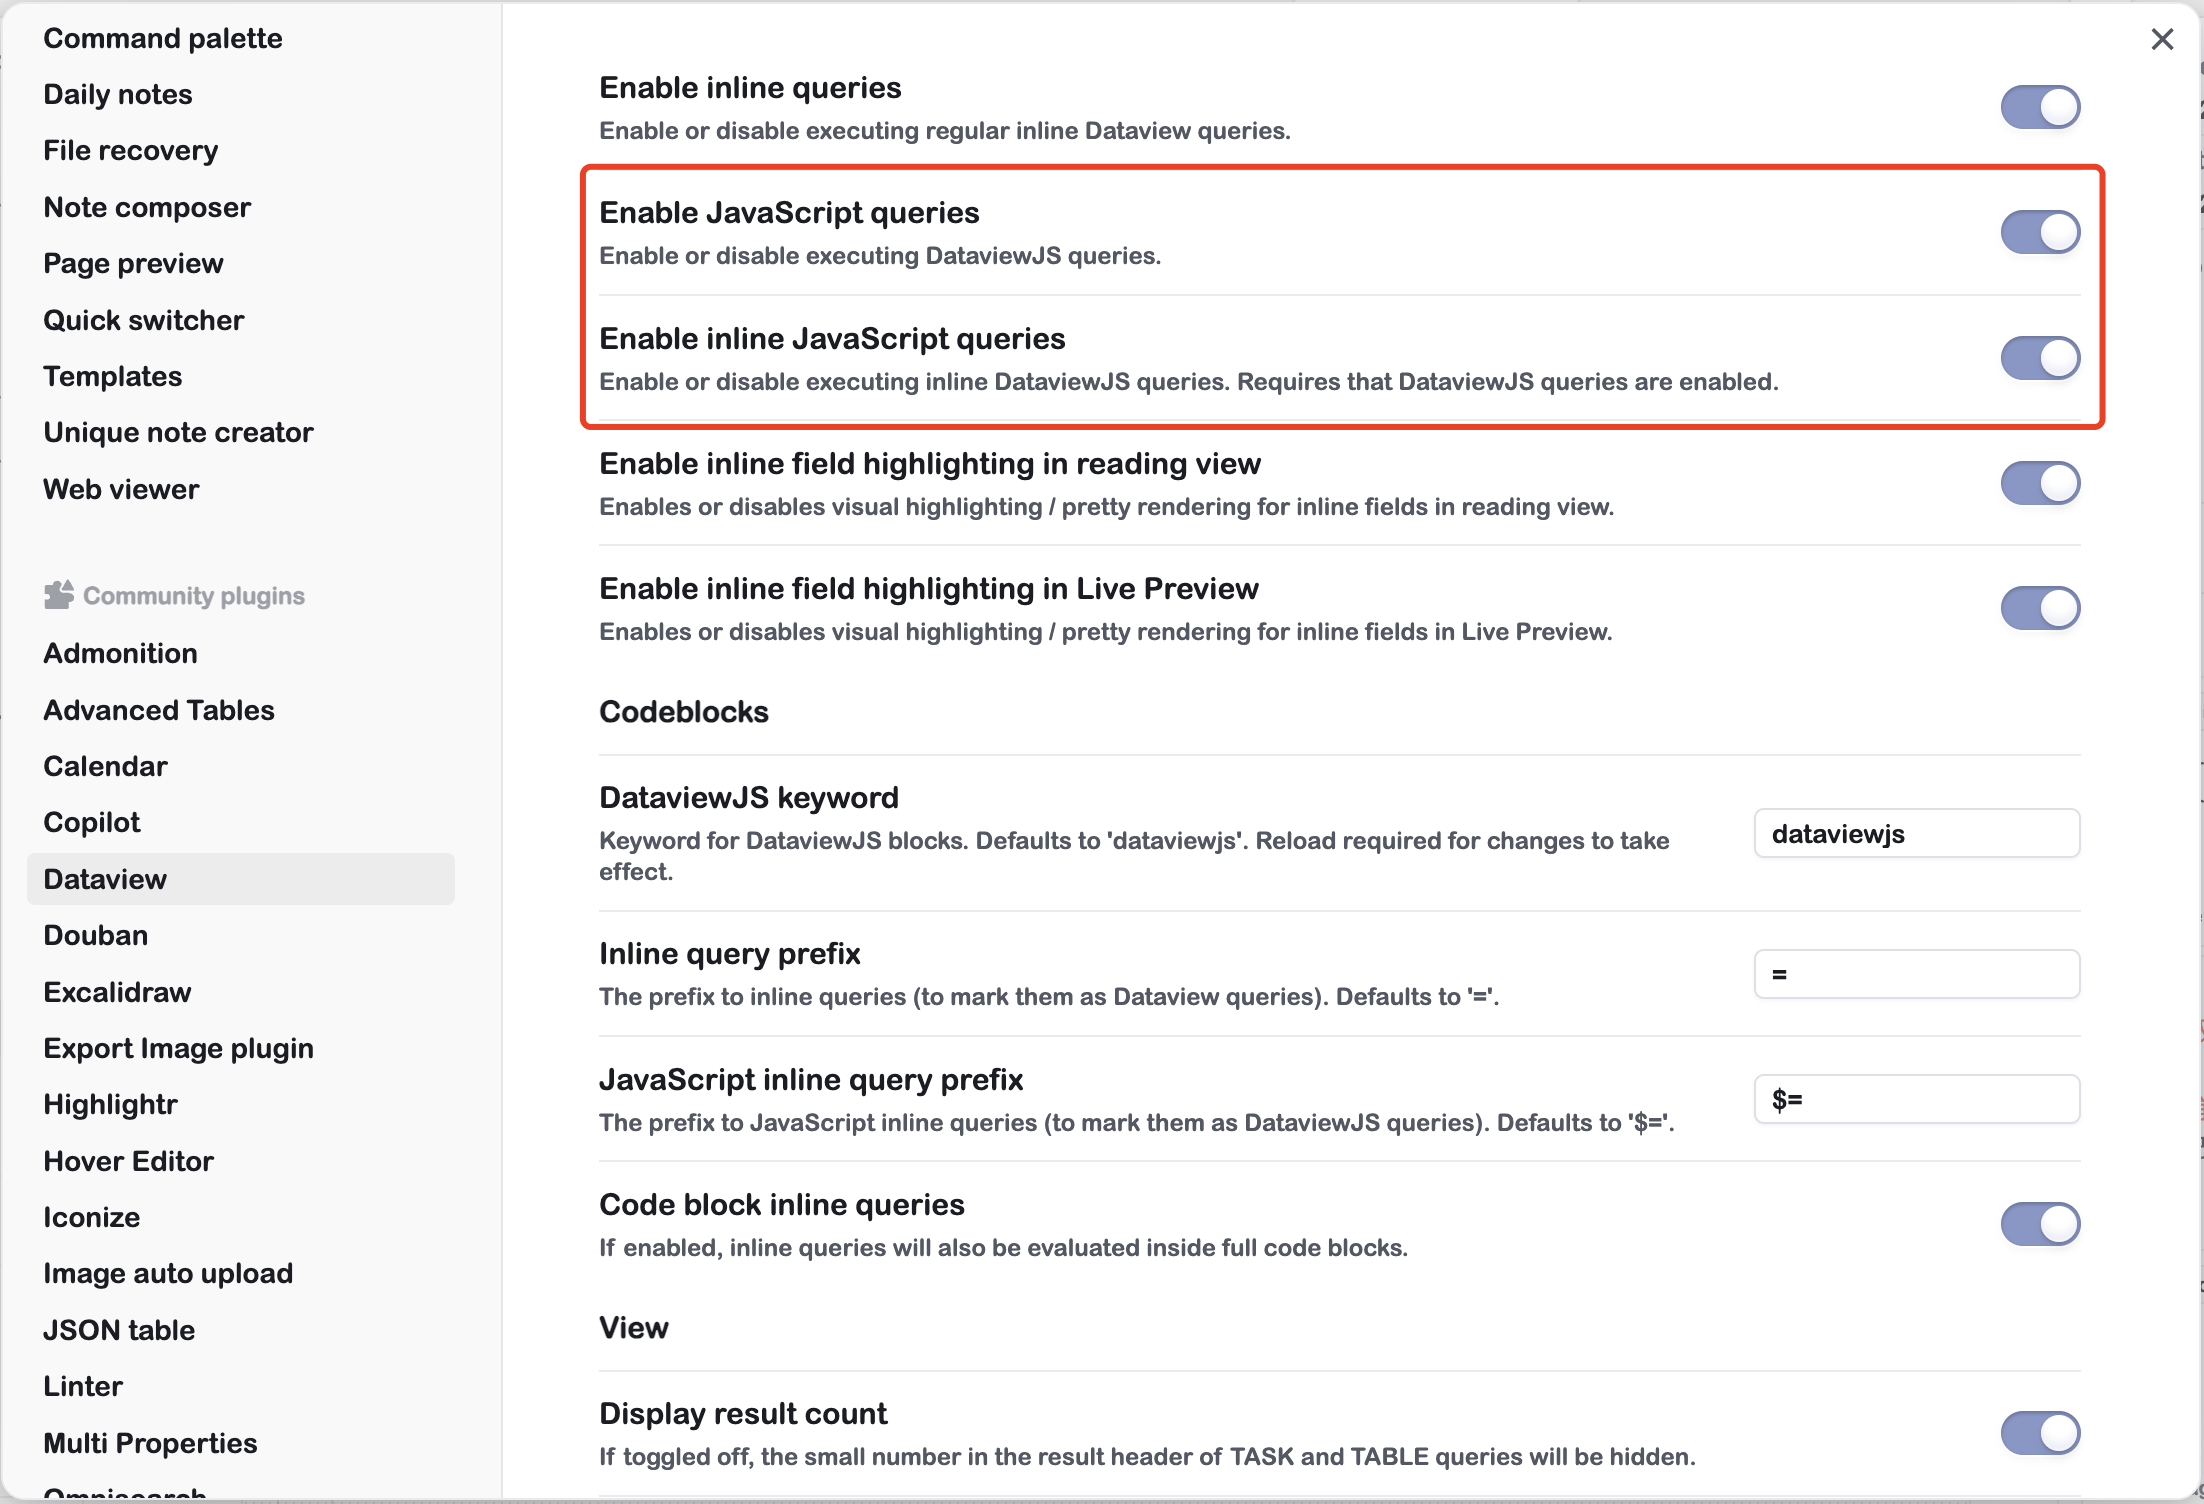 Command palette
Daily notes
File recovery
Note composer
Page preview
Quick switcher
Templates
Unique note creator
Web viewer
Community plugins
Admonition
Advanced Tables
Calendar
Copilot
Dataview
Douban
Excalidraw
Export Image plugin
Highlightr
Hover Editor
Iconize
Image auto upload
JSON table
Linter
Multi Properties
Enable inline queries
Enable or disable executing regular inline Dataview queries.
Enable JavaScript queries
Enable or disable executing DataviewJS queries.
Enable inline JavaScript queries
Enable or disable executing inline DataviewJS queries. Requires that DataviewJS queries are enabled.
Enable inline field highlighting in reading view
Enables or disables visual highlighting / pretty rendering for inline fields in reading view.
Enable inline field highlighting in Live Preview
Enables or disables visual highlighting / pretty rendering for inline fields in Live Preview.
Codeblocks
DataviewJS keyword
Keyword for DataviewJS blocks. Defaults to 'dataviewjs'. Reload required for changes to take
effect.
dataviewjs
Inline query prefix
The prefix to inline queries (to mark them as Dataview queries). Defaults to '='.
=
JavaScript inline query prefix
The prefix to JavaScript inline queries (to mark them as DataviewJS queries). Defaults to '$='.
$=
Code block inline queries
If enabled, inline queries will also be evaluated inside full code blocks.
View
Display result count
If toggled off, the small number in the result header of TASK and TABLE queries will be hidden.